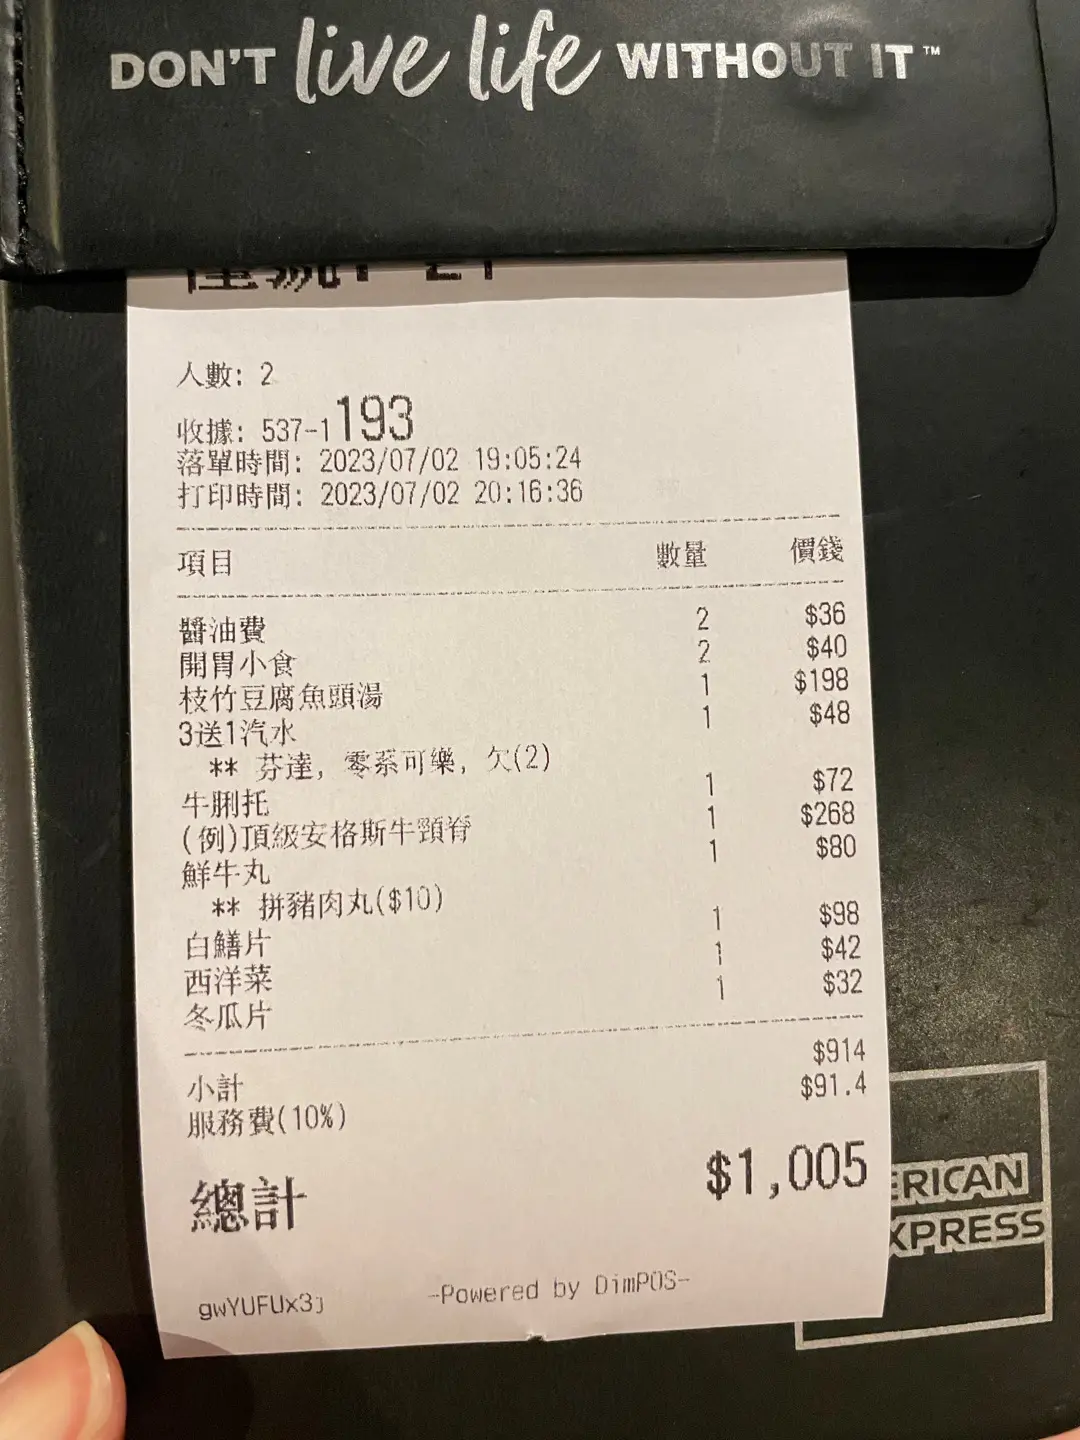 DON'T live life WITHOUT IT™
人數: 2
收據: 537-1193
落單時間: 2023/07/02 19:05:24
打印時間: 2023/07/02 20:16:36
項目 數量 價錢
醬油費 2 $36
開胃小食 2 $40
枝竹豆腐魚頭湯 1 $198
3送1汽水 1 $48
** 芬達, 零系可樂, 欠(2)
牛脷托 1 $72
(例)頂級安格斯牛頸脊 1 $268
鮮牛丸 1 $80
** 拼豬肉丸($10)
白鱔片 1 $98
西洋菜 1 $42
冬瓜片 1 $32
小計 $914
服務費(10%) $91.4
總計 $1,005
gwYUFUx3j -Powered by DimPOS-
ERICAN
XPRESS